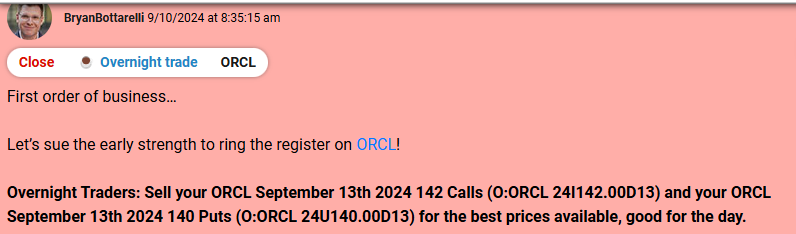 BryanBottarelli 9/10/2024 at 8:35:15 am
Close Overnight trade ORCL
First order of business…
Let's sue the early strength to ring the register on ORCL!
Overnight Traders: Sell your ORCL September 13th 2024 142 Calls (O:ORCL 24I142.00D13) and your ORCL
September 13th 2024 140 Puts (O:ORCL 24U140.00D13) for the best prices available, good for the day.